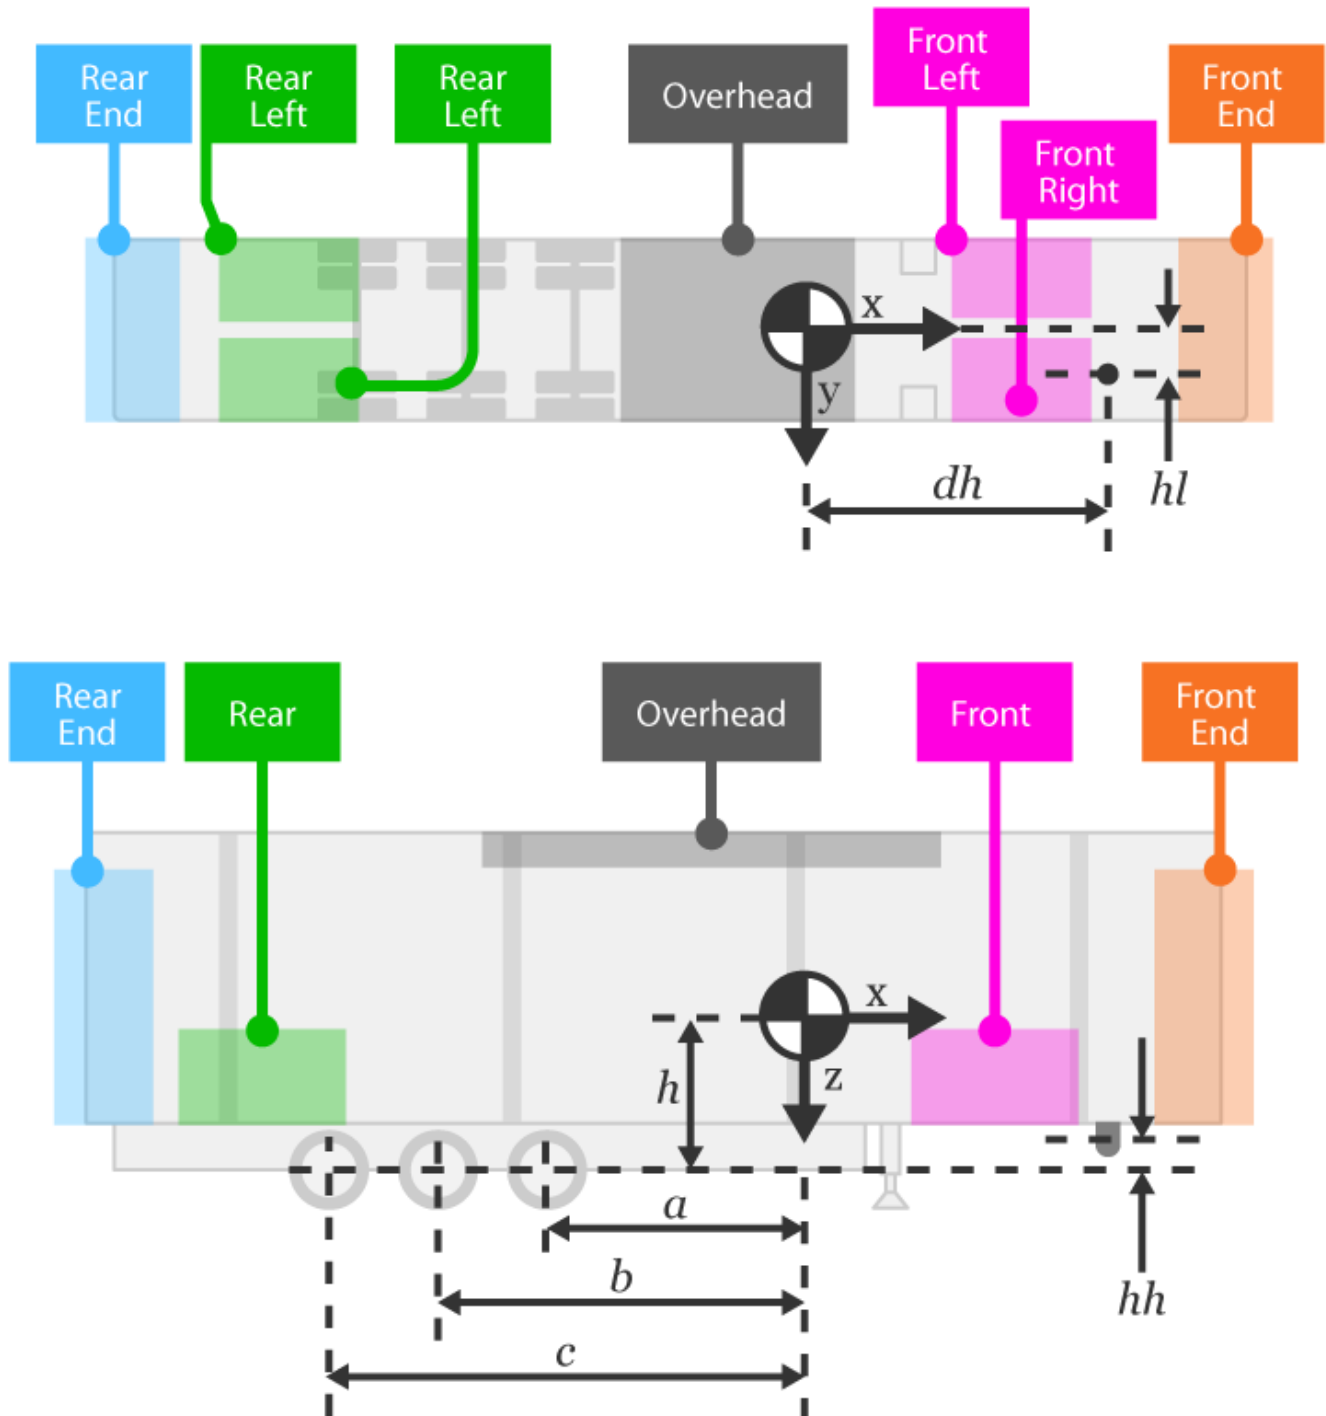 Rear
End
Rear
Left
Rear
Left
Overhead
Front
Left
Front
Right
Front
End
x
y
dh
hl
Rear
End
Rear
Overhead
Front
Front
End
x
z
h
a
b
c
hh